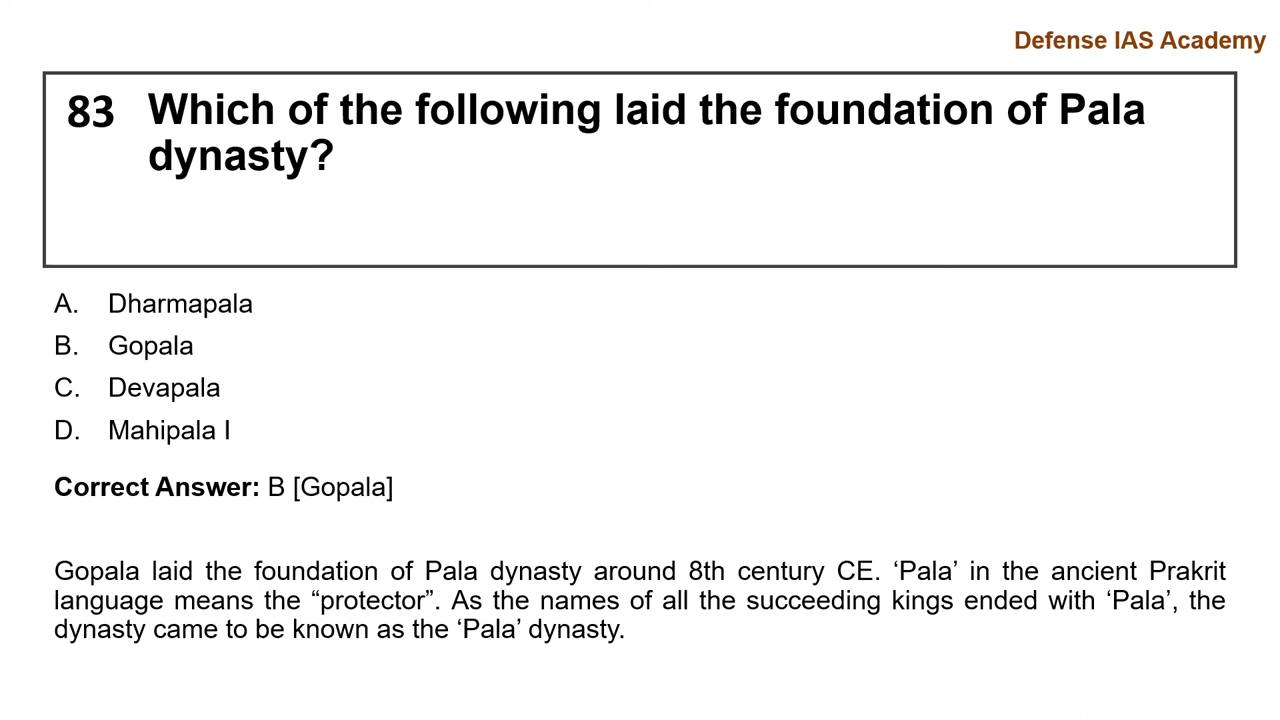 Defense IAS Academy
83 Which of the following laid the foundation of Pala
dynasty?
A. Dharmapala
B. Gopala
C. Devapala
D. Mahipala I
Correct Answer: B [Gopala]
Gopala laid the foundation of Pala dynasty around 8th century CE. ‘Pala’ in the ancient Prakrit
language means the “protector”. As the names of all the succeeding kings ended with ‘Pala’, the
dynasty came to be known as the ‘Pala’ dynasty.